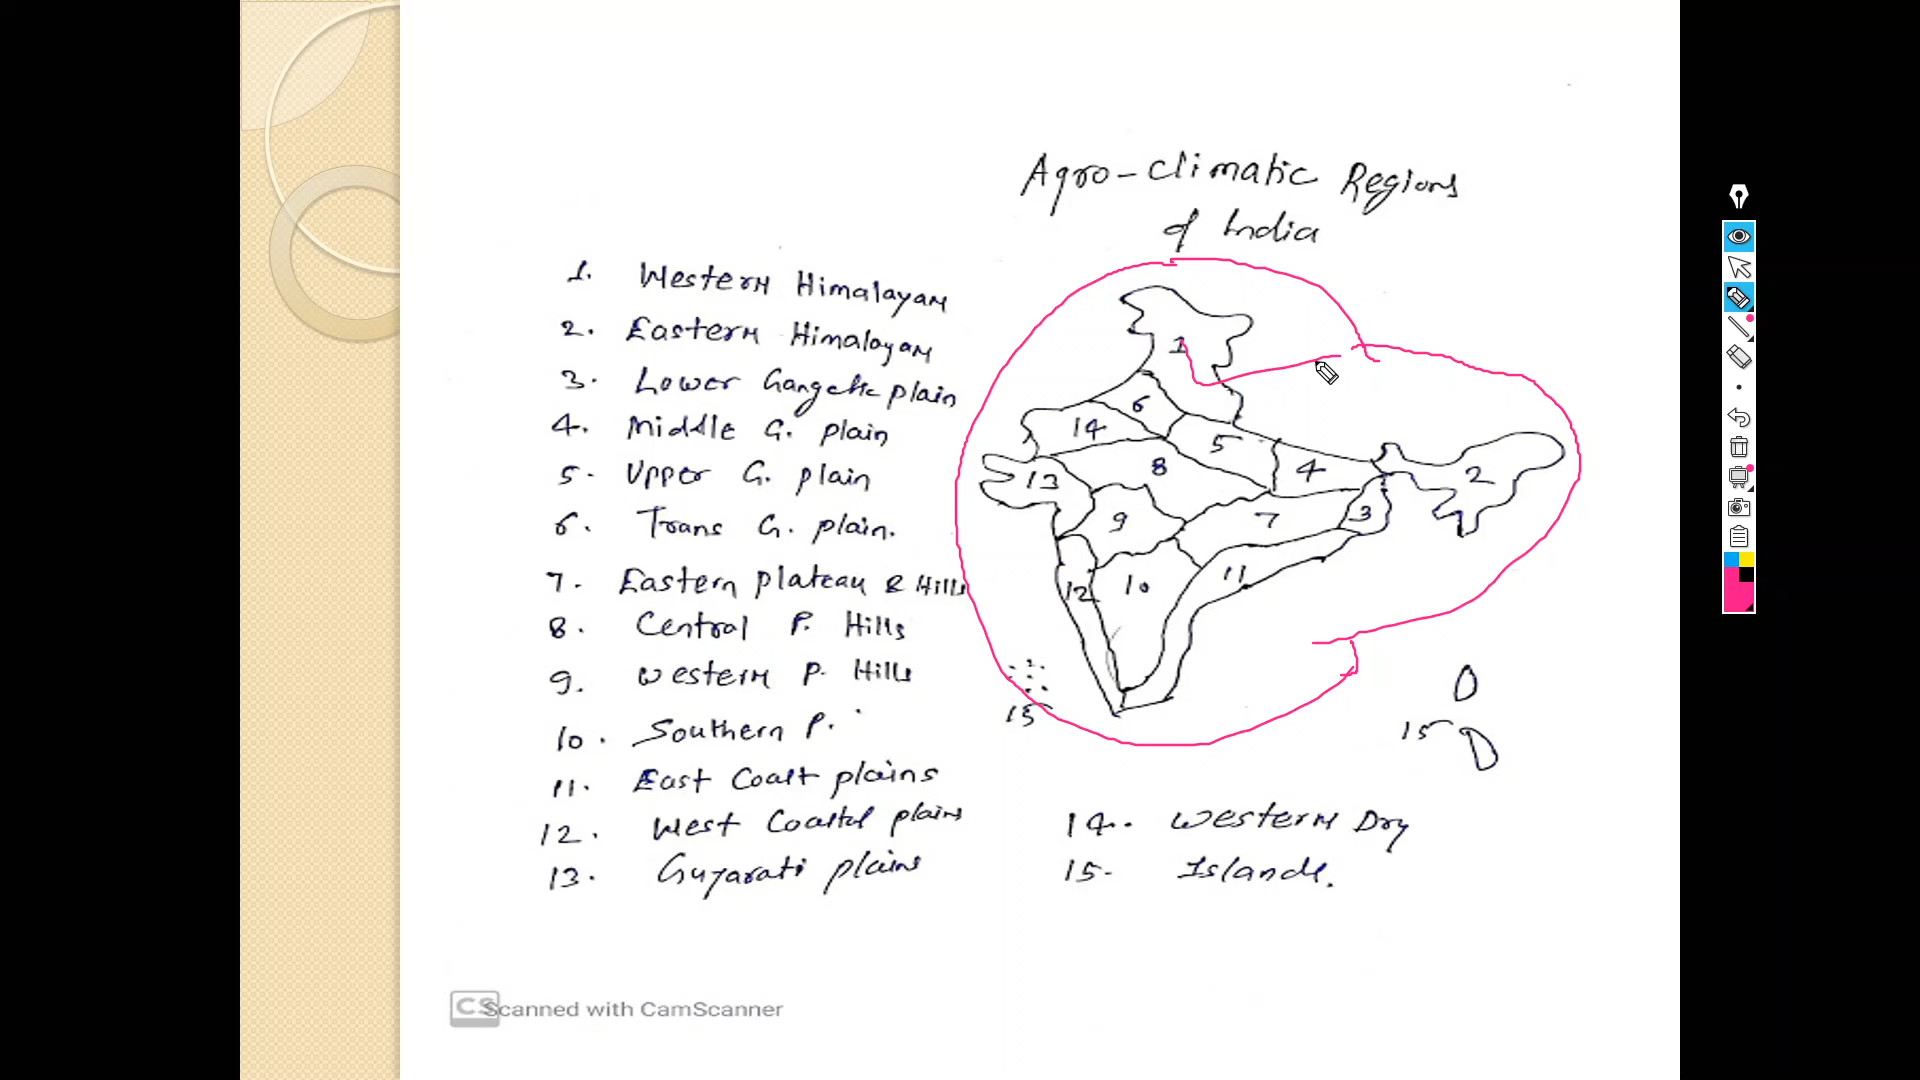 Agro-climatic Regions
of India
1. Western Himalayan
2. Eastern Himalayan
3. Lower Gangetic plain
4. Middle G. plain
5. Upper G. plain
6. Trans G. plain.
7. Eastern plateau & Hills
8. Central P. Hills
9. Western P. Hills
10. Southern P.
11. East Coast plains
12. West Coastal plains
13. Gujarati plains
14. Western Dry
15. Islands.
1
6
14
5
8
4
2
13
9
7
3
12
10
11
15
15
CS Scanned with CamScanner